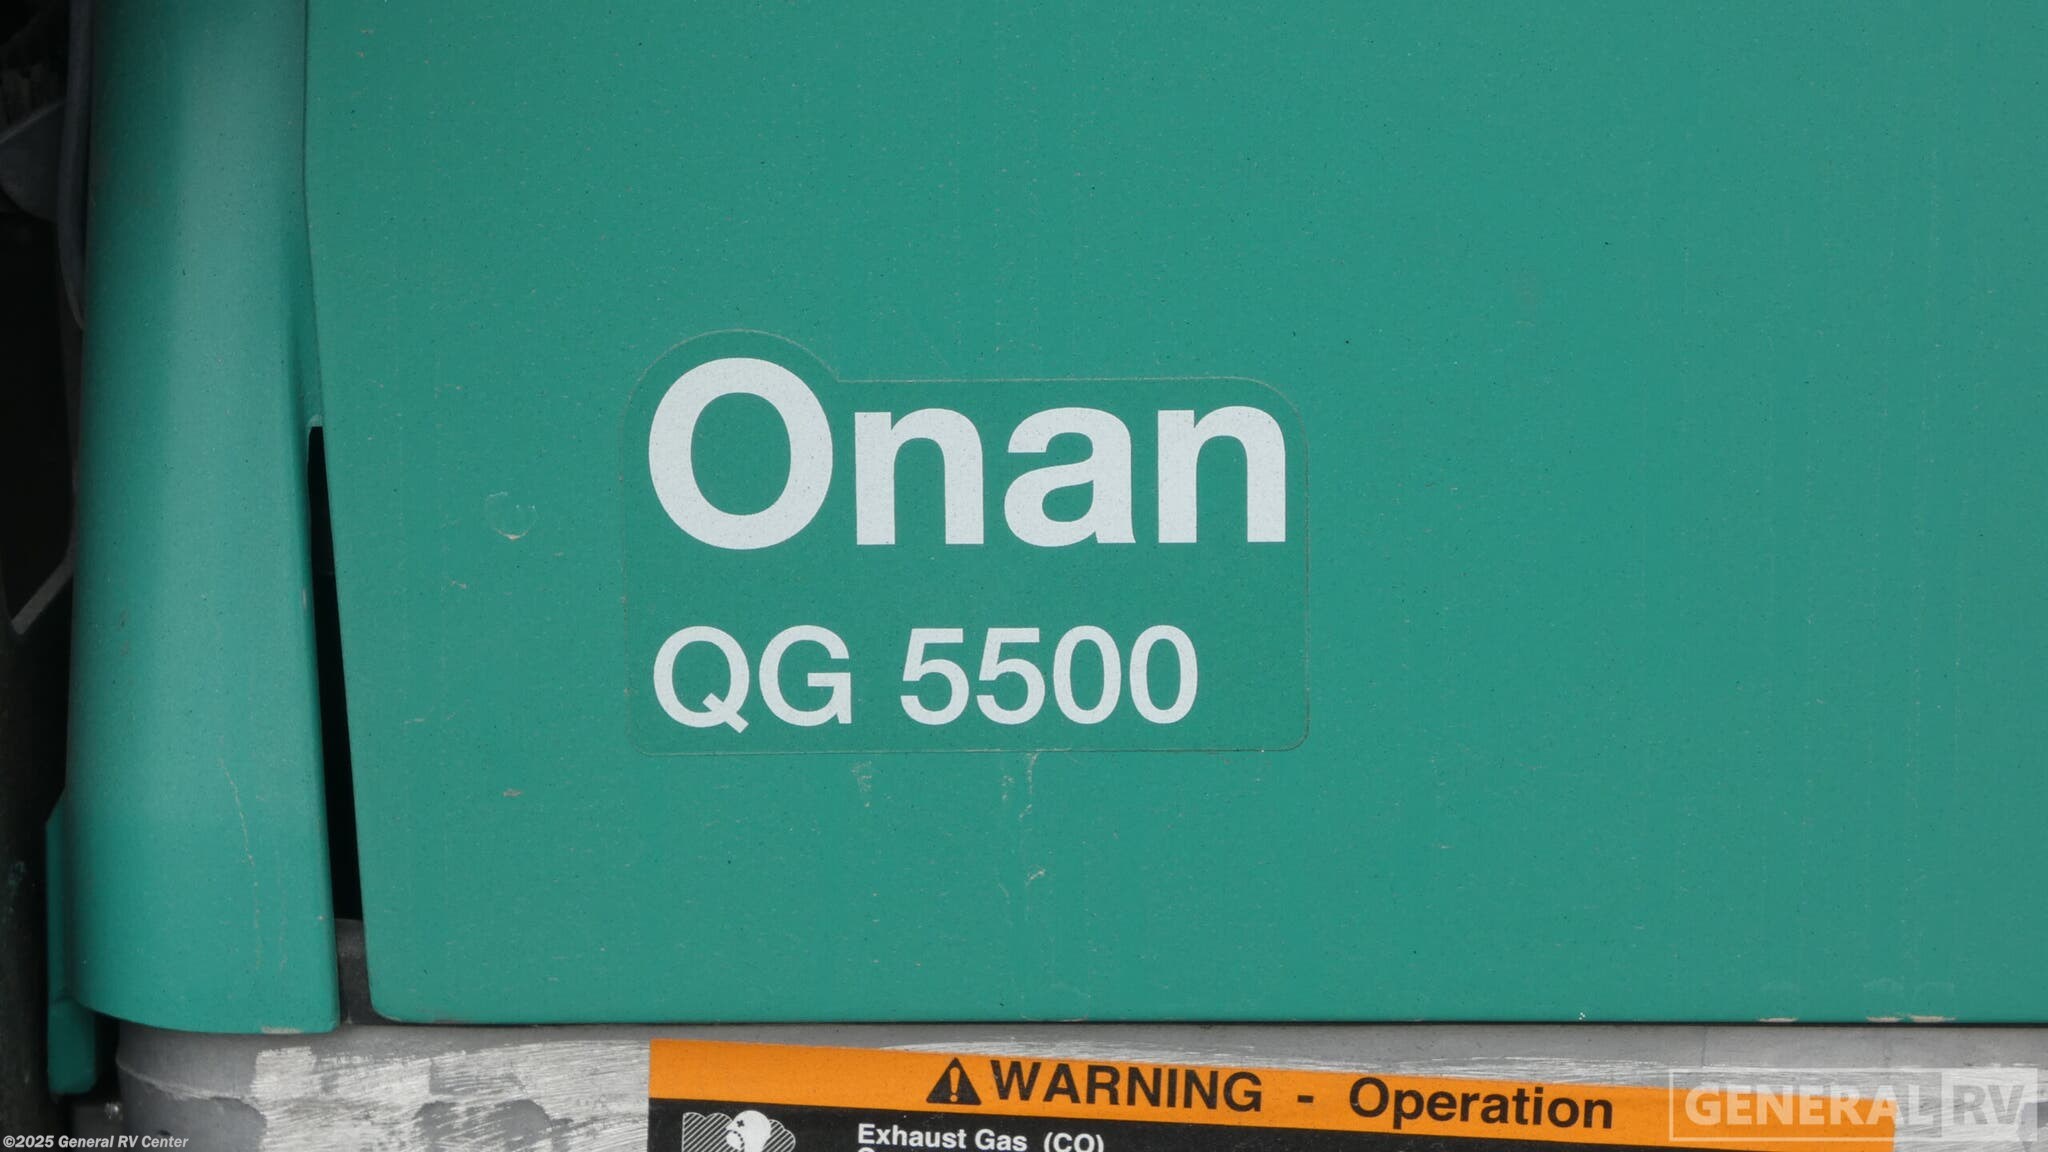 Onan
QG 5500
WARNING - Operation
Exhaust Gas (CO)
GENERAL RV
©2025 General RV Center